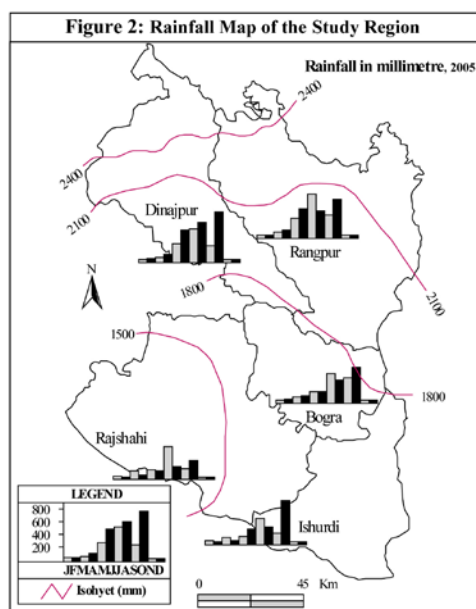 Figure 2: Rainfall Map of the Study Region
Rainfall in millimetre, 2005
2400
2400
2100
Dinajpur
Rangpur
N
1800
2100
1500
1800
Bogra
Rajshahi
Ishurdi
LEGEND
800
600
400
200
JFMAMJJASOND
Isohyet (mm)
0 45 Km